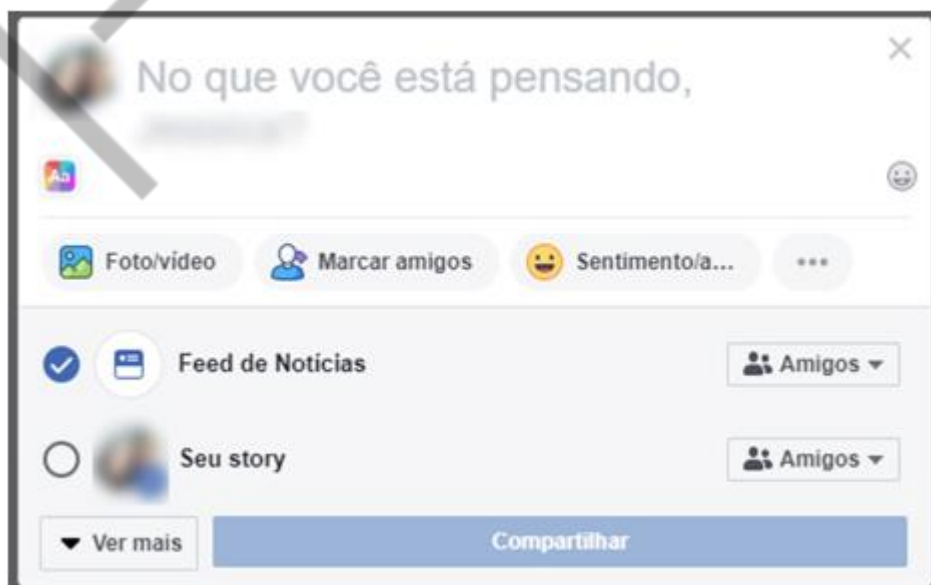 No que você está pensando,
Aa
Foto/vídeo Marcar amigos Sentimento/a... •••
Feed de Notícias Amigos
Seu story Amigos
Ver mais Compartilhar